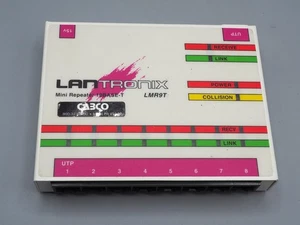 UTP
RECEIVE
LINK
LANTRONIX
Mini Repeater 10BASE-T LMR9T
POWER
COLLISION
CABCO
RECV
LINK
UTP
1 2 3 4 5 6 7 8